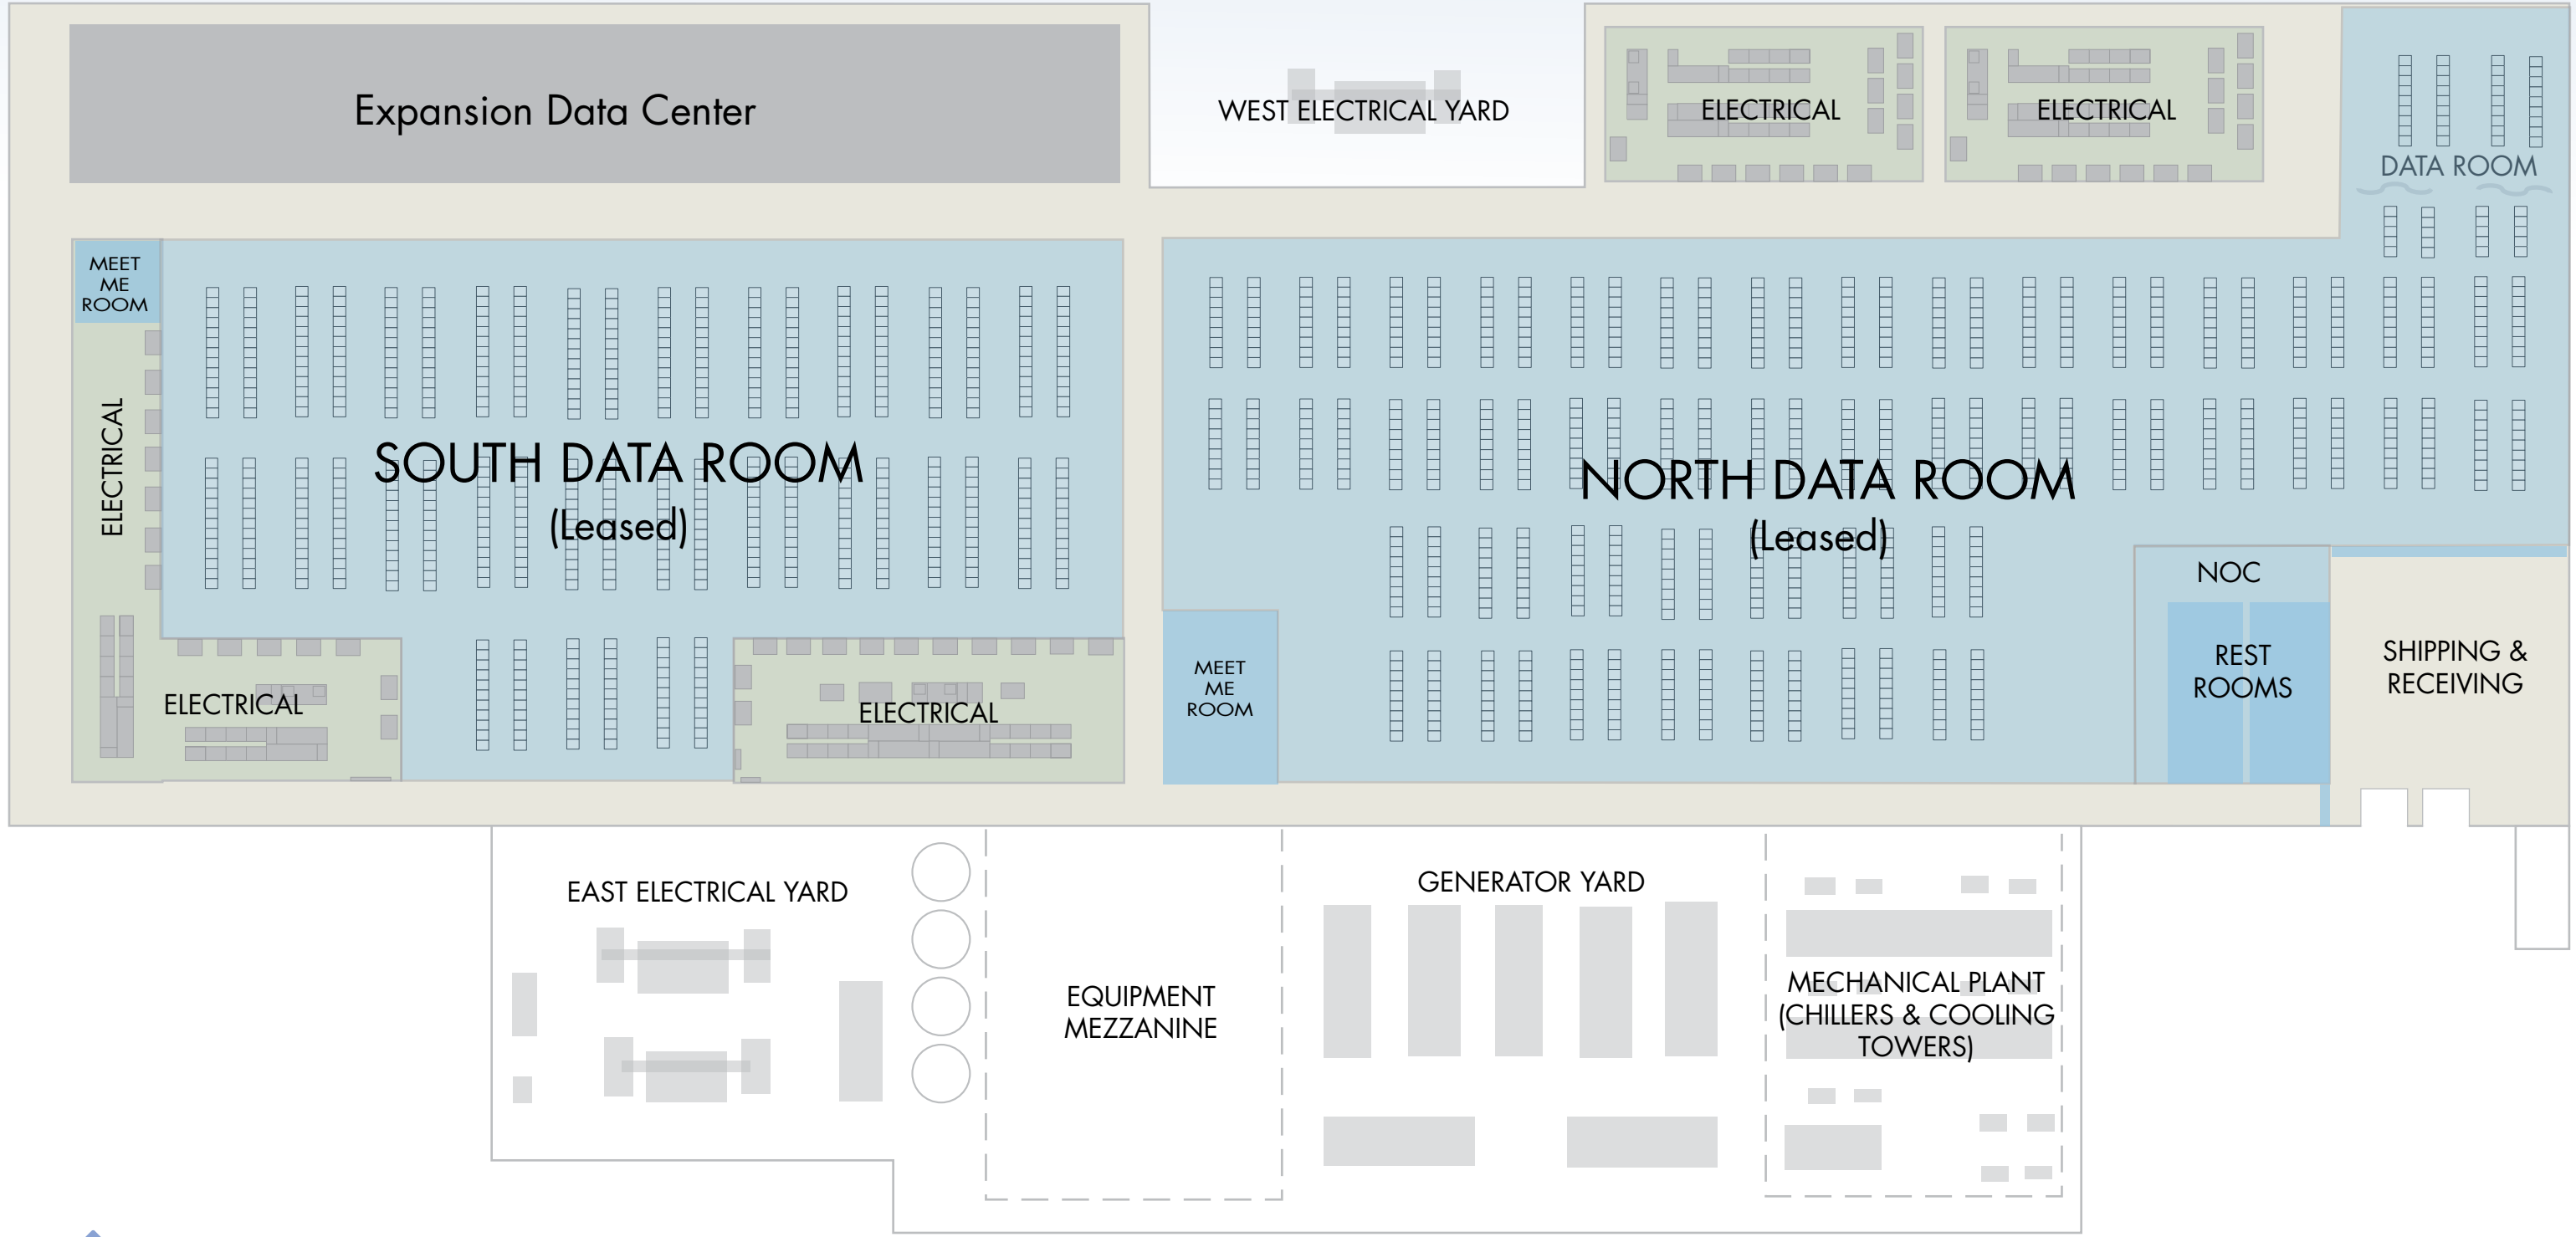 Expansion Data Center
WEST ELECTRICAL YARD
ELECTRICAL
ELECTRICAL
DATA ROOM
MEET
ME
ROOM
ELECTRICAL
SOUTH DATA ROOM
(Leased)
NORTH DATA ROOM
(Leased)
NOC
REST
ROOMS
SHIPPING &
RECEIVING
MEET
ME
ROOM
ELECTRICAL
ELECTRICAL
EAST ELECTRICAL YARD
GENERATOR YARD
EQUIPMENT
MEZZANINE
MECHANICAL PLANT
(CHILLERS & COOLING
TOWERS)